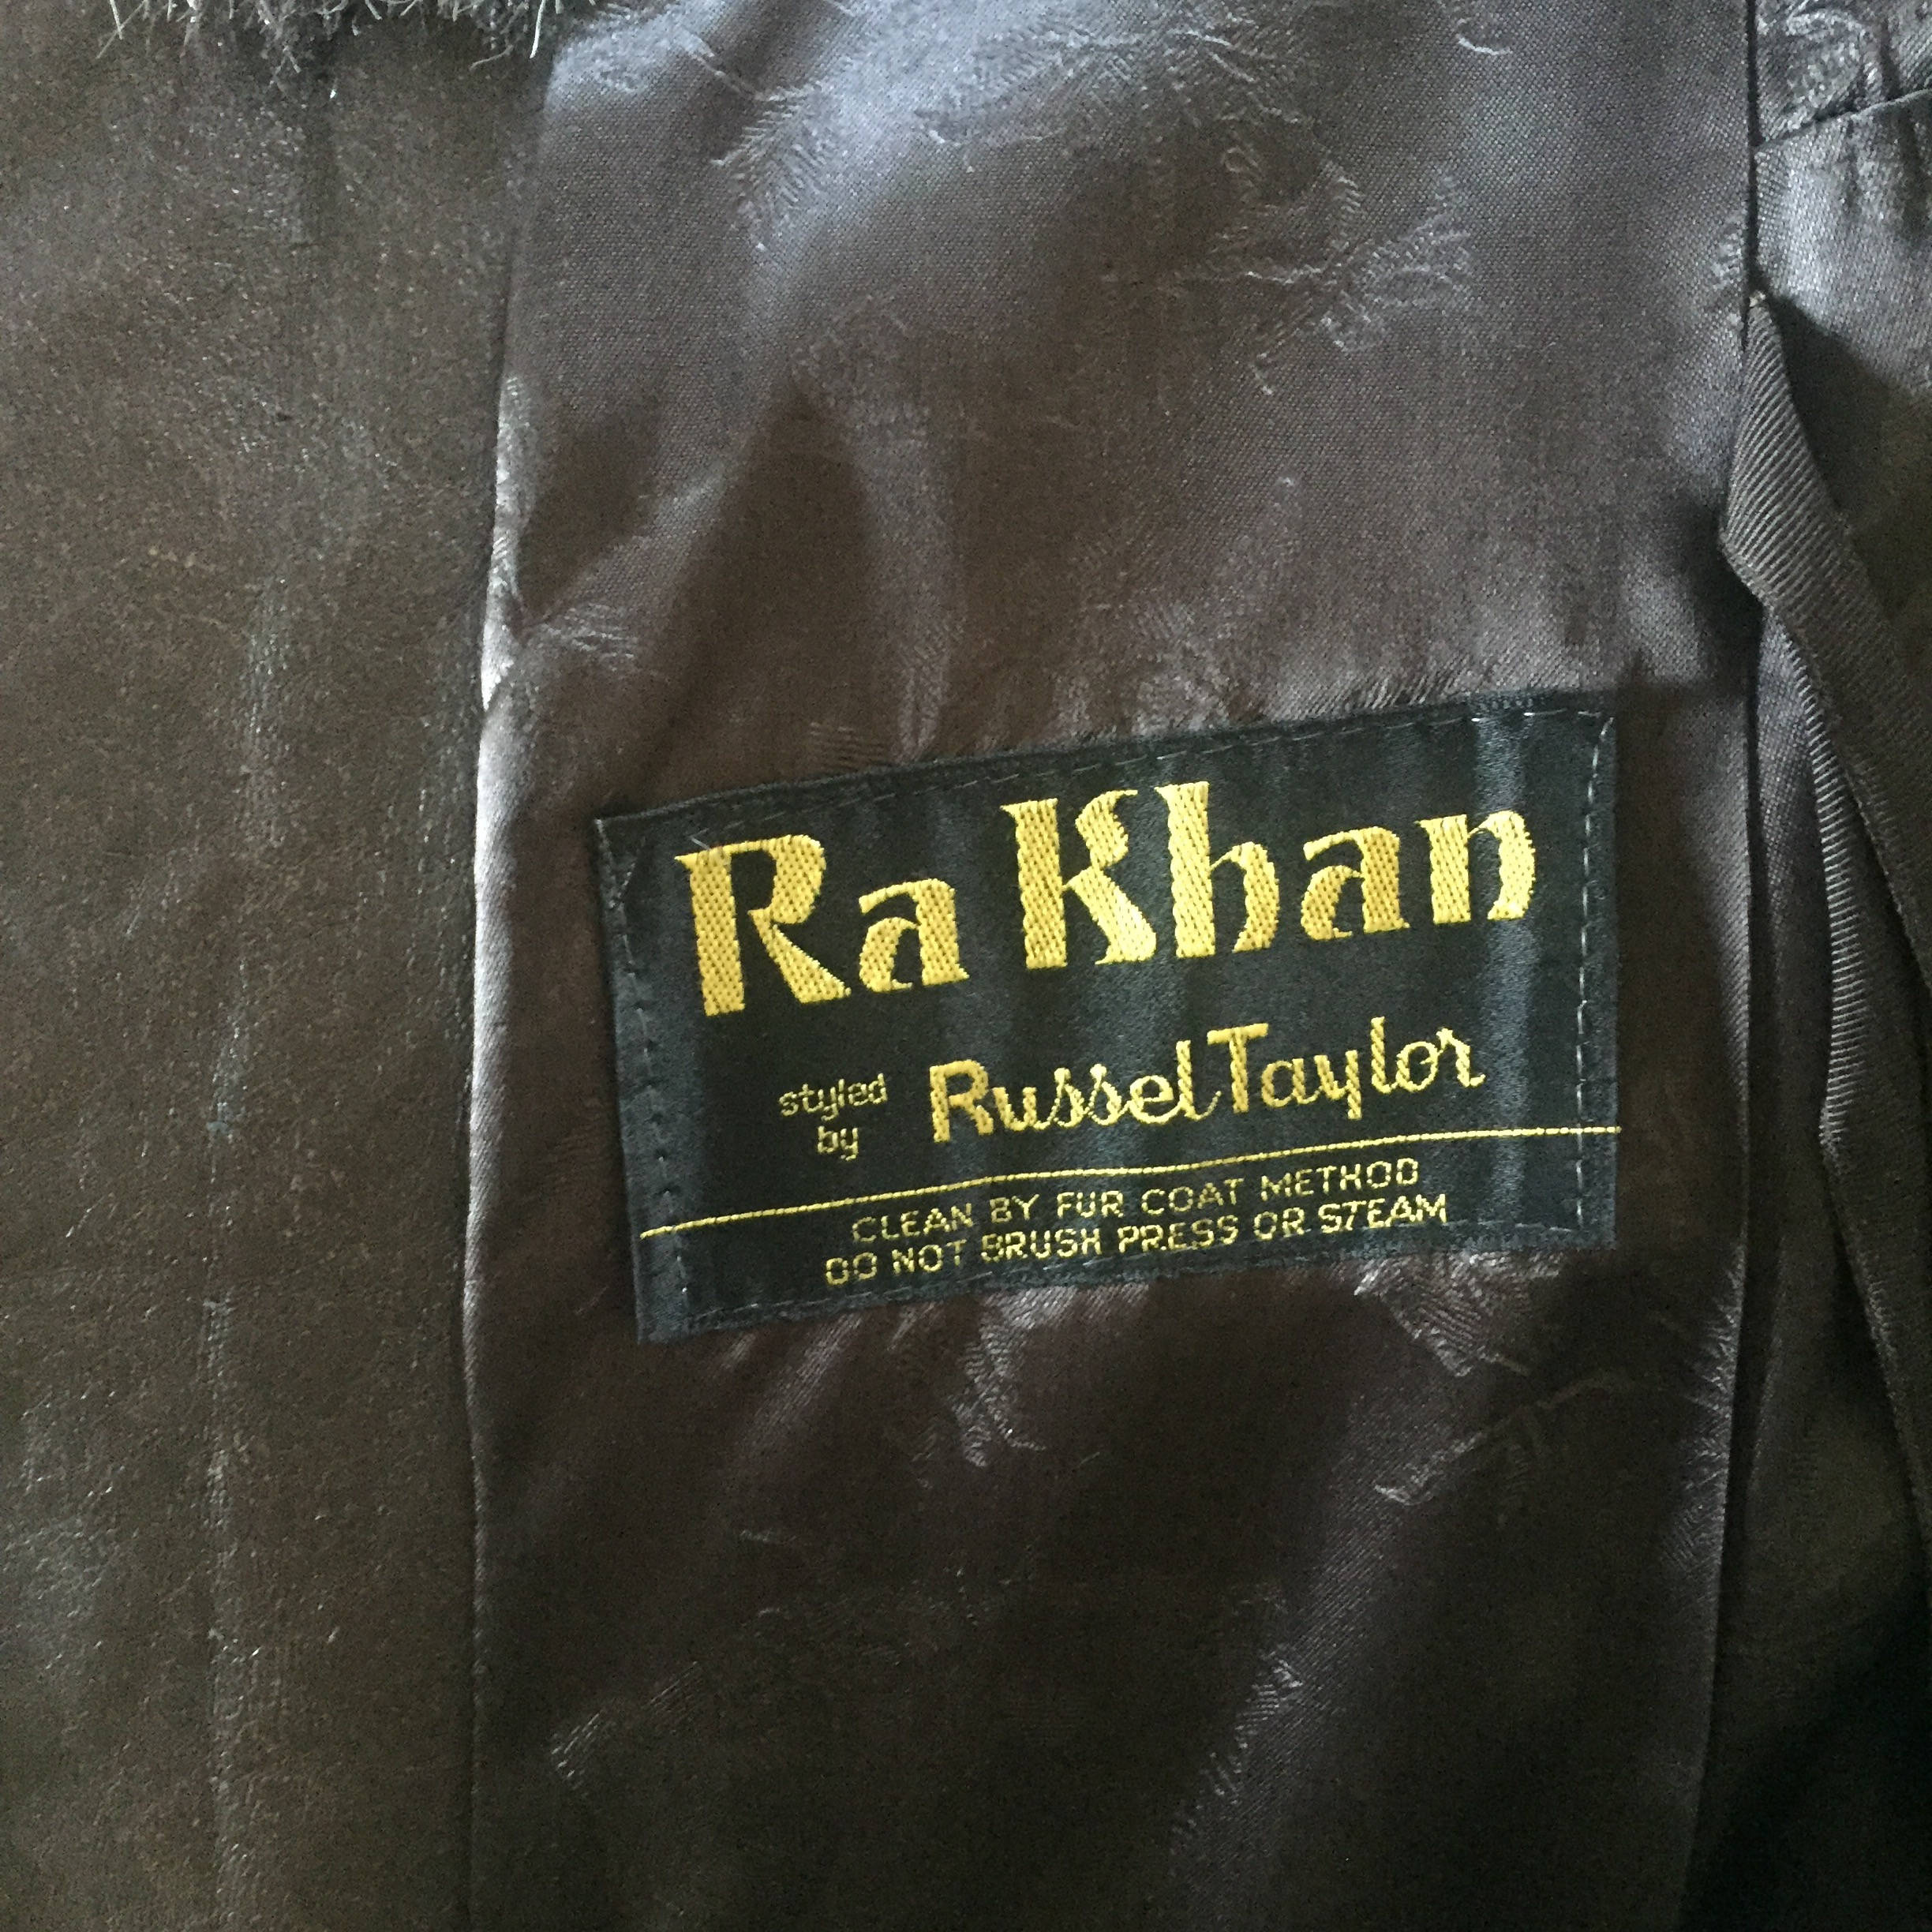 Ra Khan
styled by Russel Taylor
CLEAN BY FUR COAT METHOD
DO NOT BRUSH PRESS OR STEAM